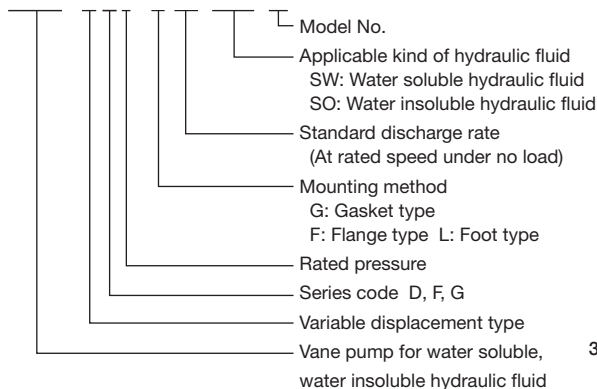 Model No.
Applicable kind of hydraulic fluid
SW: Water soluble hydraulic fluid
SO: Water insoluble hydraulic fluid
Standard discharge rate
(At rated speed under no load)
Mounting method
G: Gasket type
F: Flange type L: Foot type
Rated pressure
Series code D, F, G
Variable displacement type
Vane pump for water soluble,
water insoluble hydraulic fluid
3